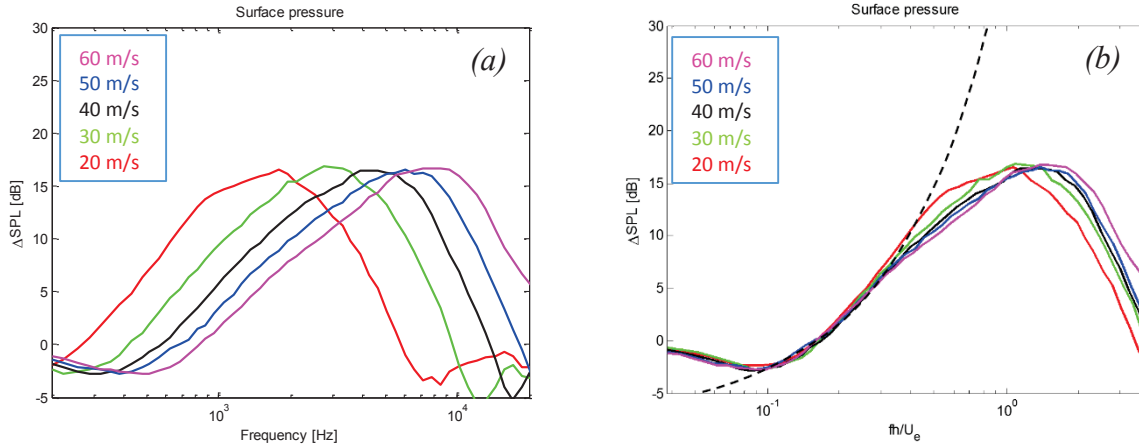 Surface pressure
30
25
20
15
10
5
0
-5
ΔSPL [dB]
60 m/s
50 m/s
40 m/s
30 m/s
20 m/s
(a)
10³
10⁴
Frequency [Hz]
Surface pressure
30
25
20
15
10
5
0
-5
ΔSPL [dB]
60 m/s
50 m/s
40 m/s
30 m/s
20 m/s
(b)
10⁻¹
10⁰
fh/Uₑ